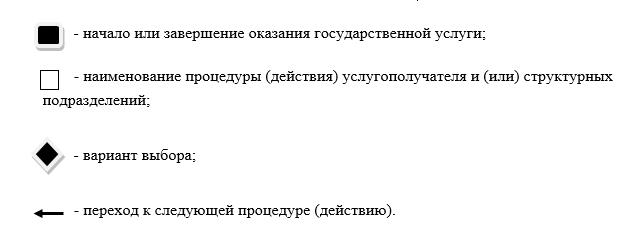 - начало или завершение оказания государственной услуги;
- наименование процедуры (действия) услугополучателя и (или) структурных
подразделений;
- вариант выбора;
- переход к следующей процедуре (действию).